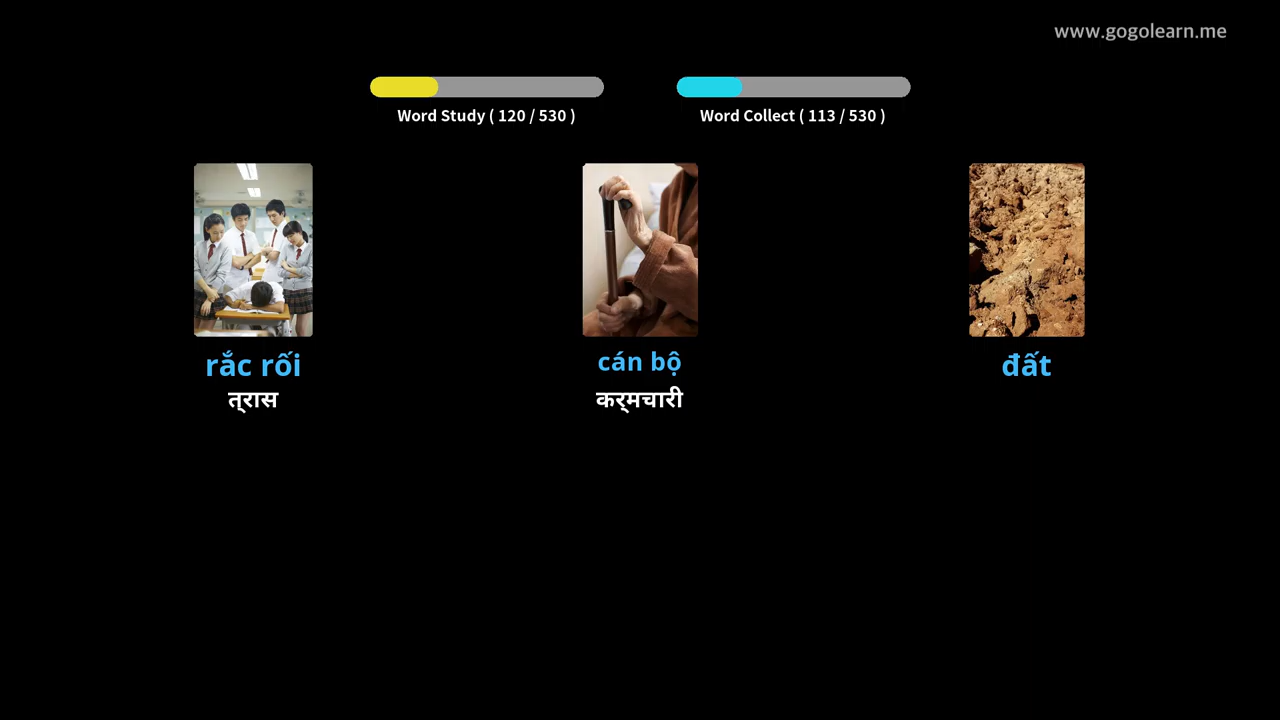 www.gogolearn.me
Word Study ( 120 / 530 )
Word Collect ( 113 / 530 )
rắc rối
त्रास
cán bộ
कर्मचारी
đất